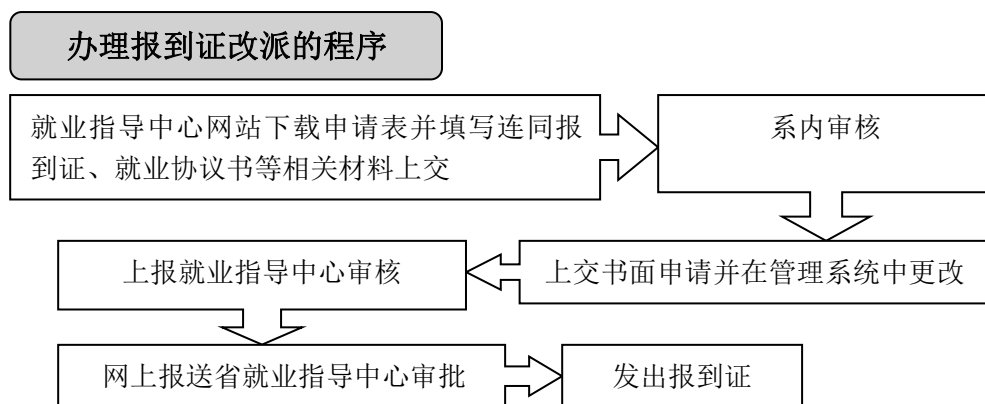 办理报到证改派的程序
就业指导中心网站下载申请表并填写连同报
到证、就业协议书等相关材料上交
系内审核
上交书面申请并在管理系统中更改
上报就业指导中心审核
网上报送省就业指导中心审批
发出报到证